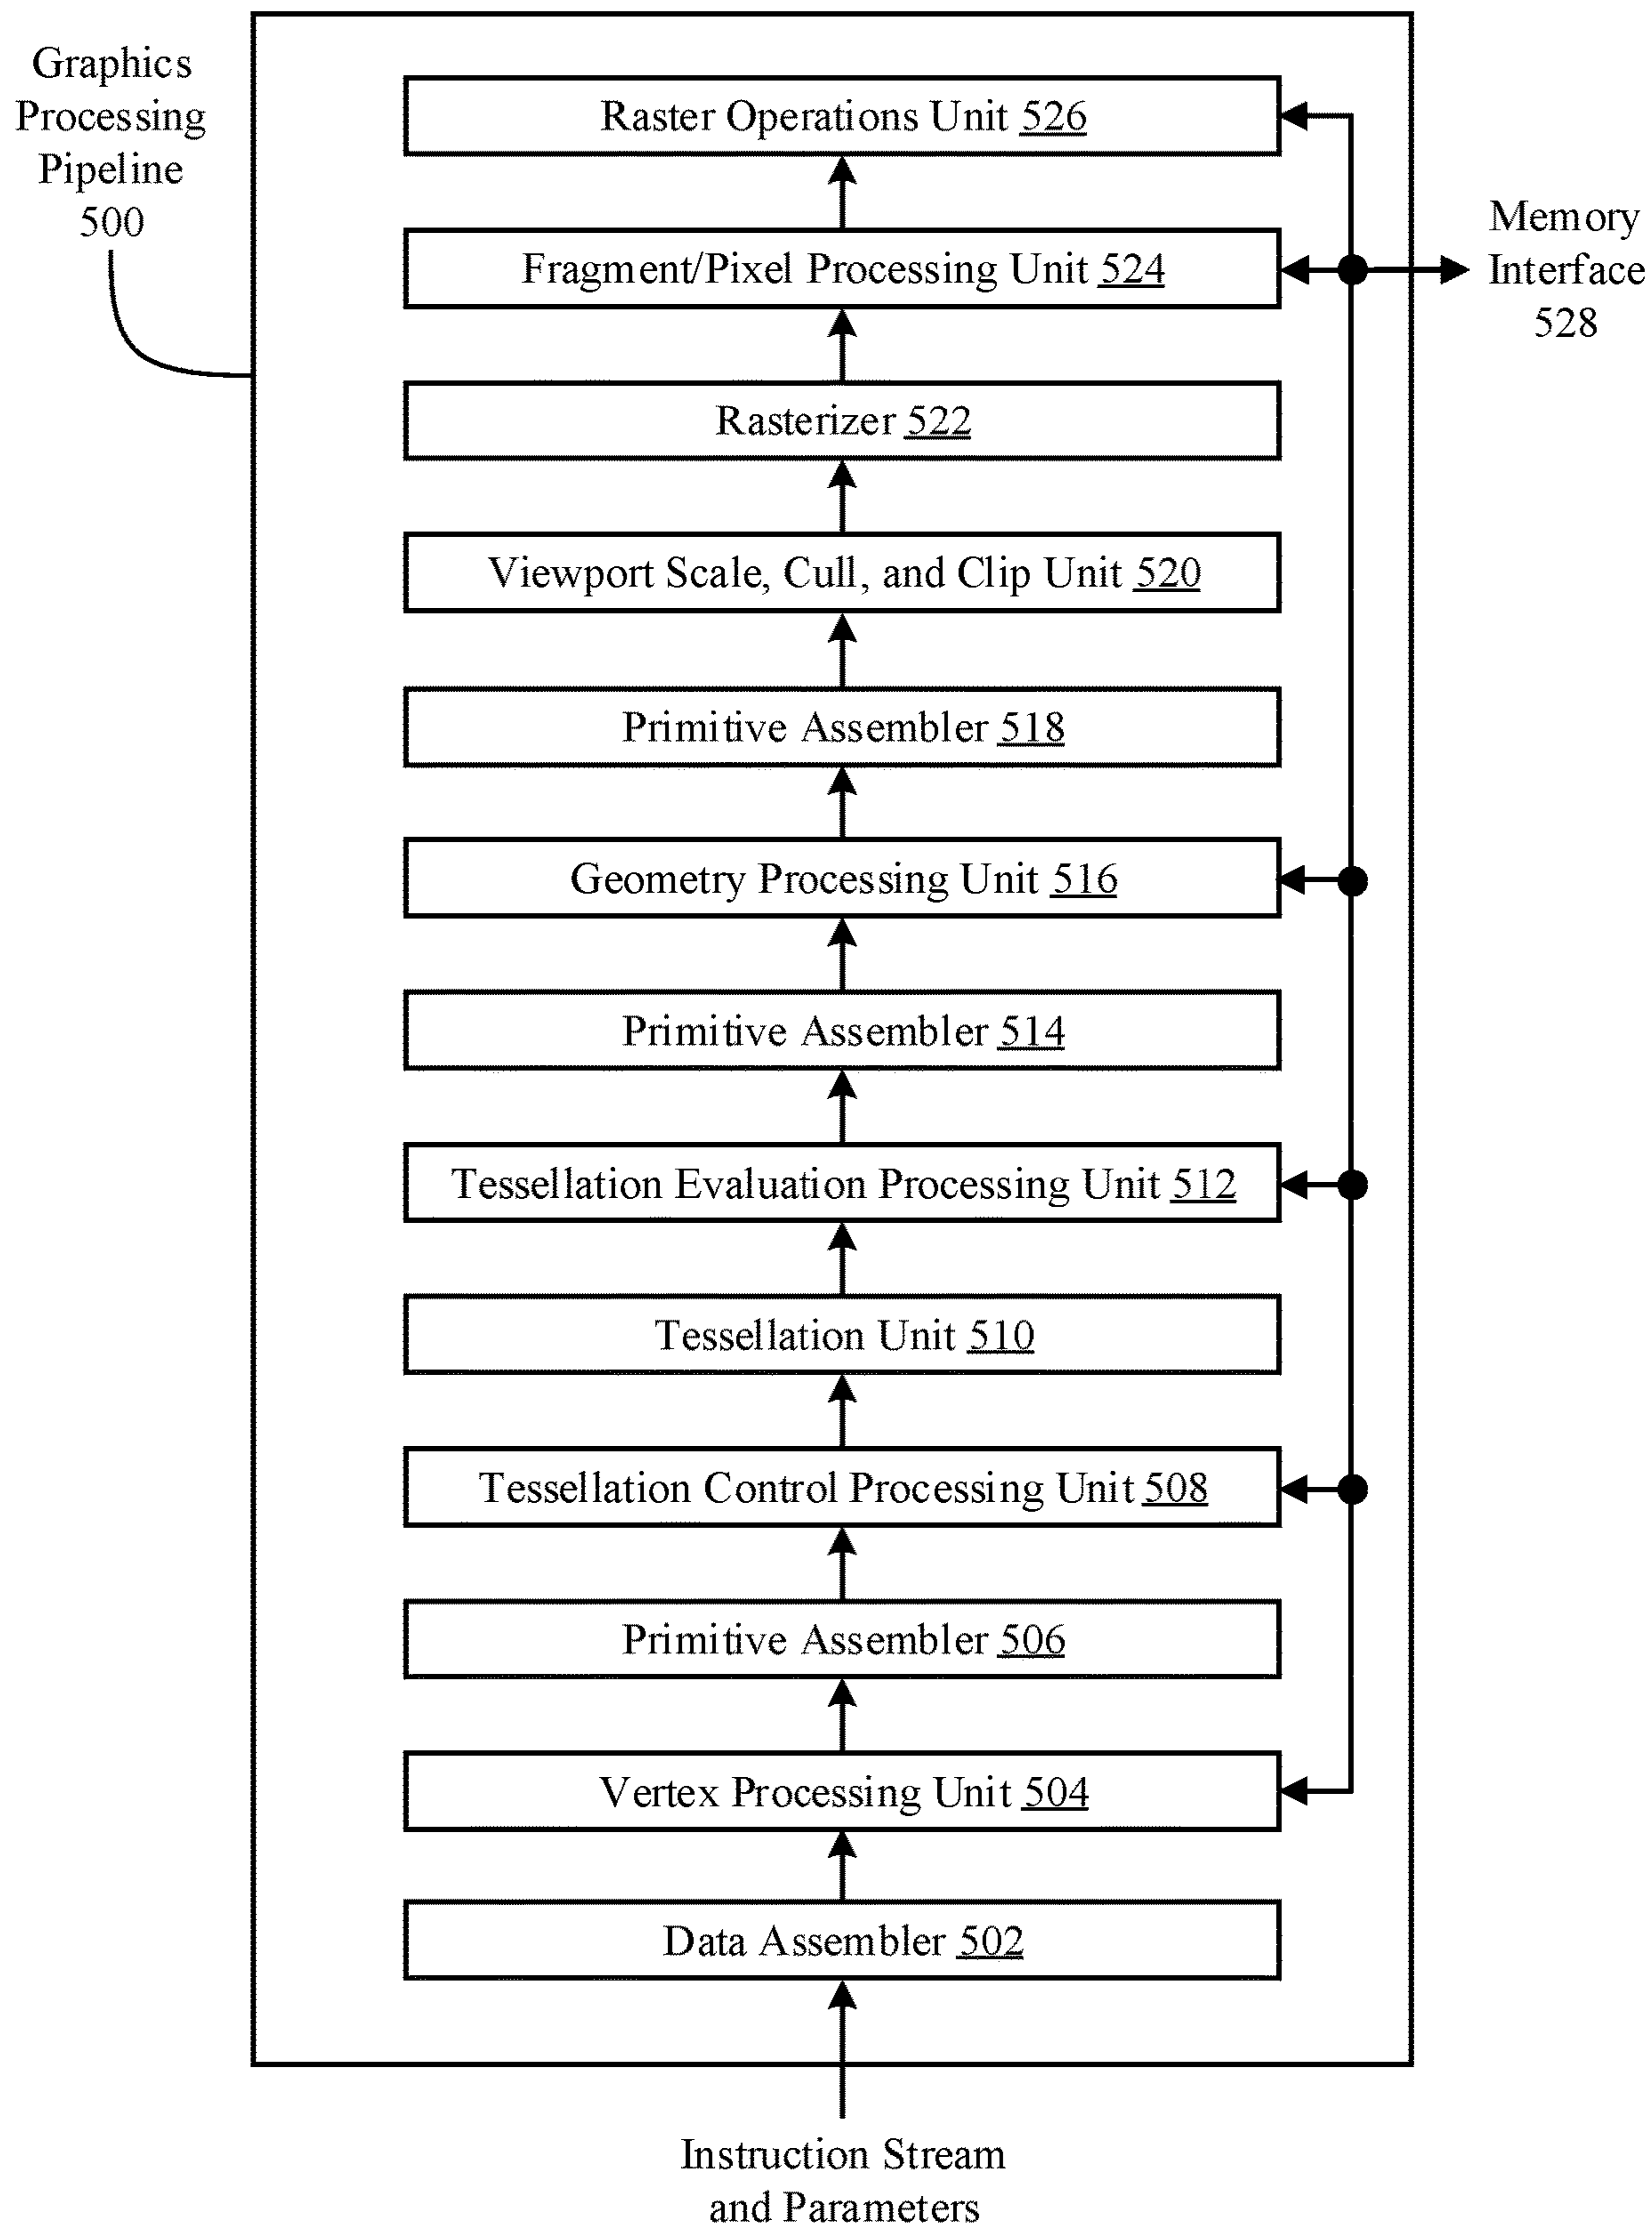 Graphics
Processing
Pipeline
500
Raster Operations Unit 526
Fragment/Pixel Processing Unit 524
Memory
Interface
528
Rasterizer 522
Viewport Scale, Cull, and Clip Unit 520
Primitive Assembler 518
Geometry Processing Unit 516
Primitive Assembler 514
Tessellation Evaluation Processing Unit 512
Tessellation Unit 510
Tessellation Control Processing Unit 508
Primitive Assembler 506
Vertex Processing Unit 504
Data Assembler 502
Instruction Stream
and Parameters